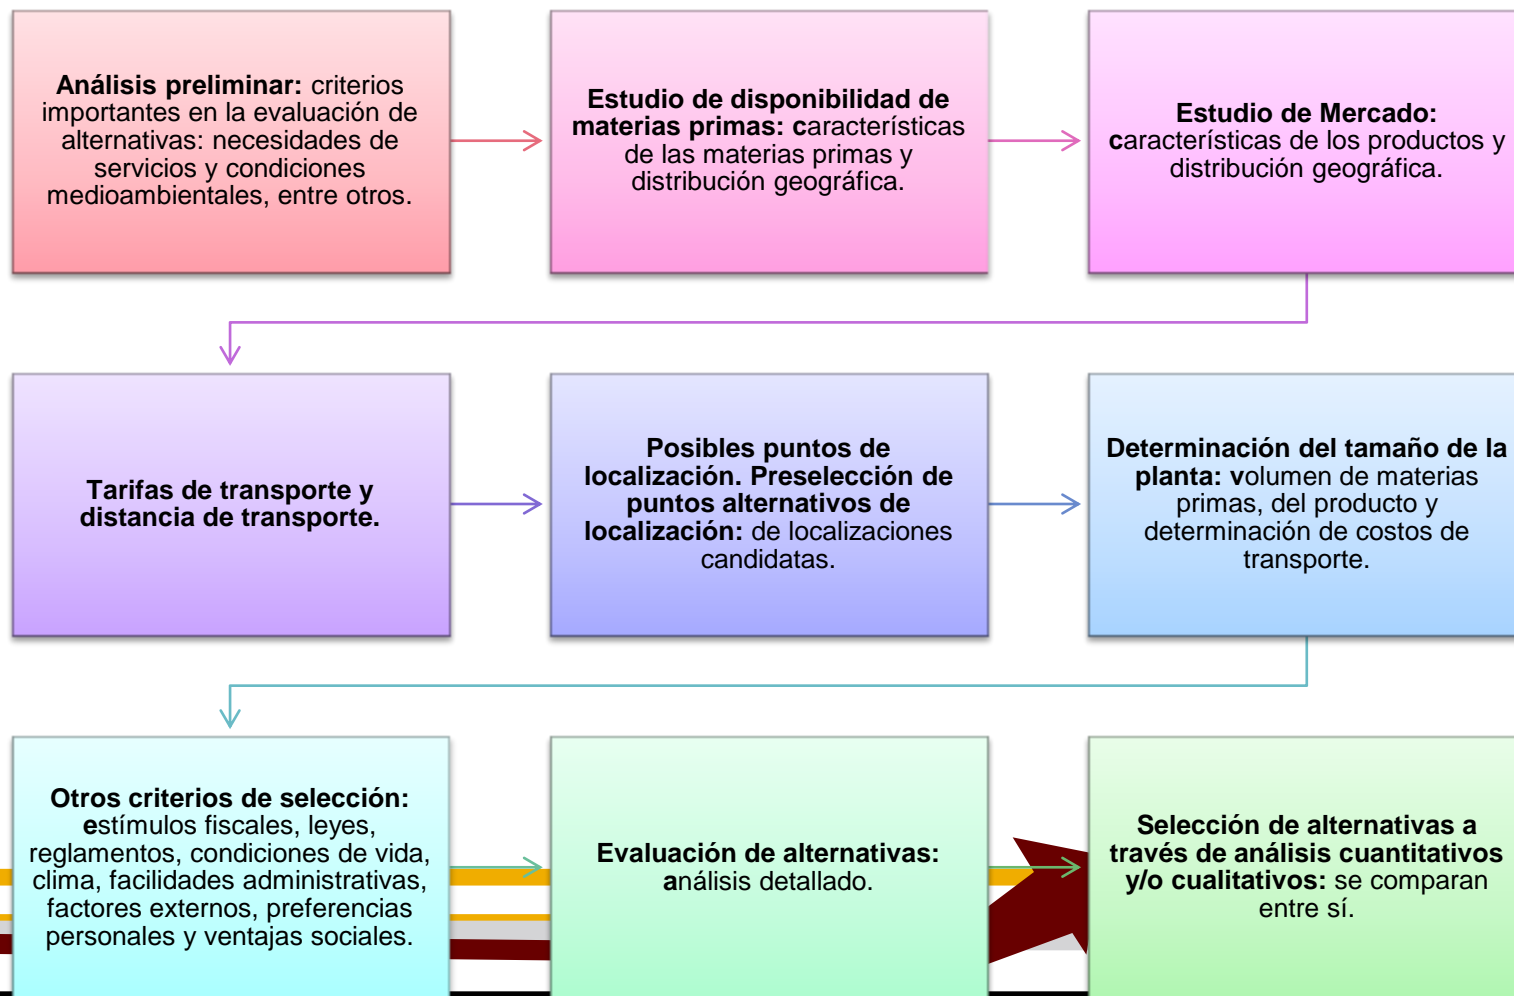 Análisis preliminar: criterios
importantes en la evaluación de
alternativas: necesidades de
servicios y condiciones
medioambientales, entre otros.
Estudio de disponibilidad de
materias primas: características
de las materias primas y
distribución geográfica.
Estudio de Mercado:
características de los productos y
distribución geográfica.
Tarifas de transporte y
distancia de transporte.
Posibles puntos de
localización. Preselección de
puntos alternativos de
localización: de localizaciones
candidatas.
Determinación del tamaño de la
planta: volumen de materias
primas, del producto y
determinación de costos de
transporte.
Otros criterios de selección:
estímulos fiscales, leyes,
reglamentos, condiciones de vida,
clima, facilidades administrativas,
factores externos, preferencias
personales y ventajas sociales.
Evaluación de alternativas:
análisis detallado.
Selección de alternativas a
través de análisis cuantitativos
y/o cualitativos: se comparan
entre sí.